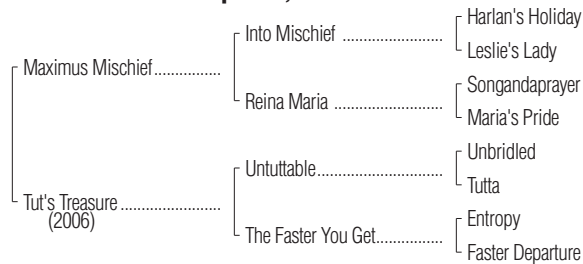 Harlan's Holiday
Into Mischief ....................
Leslie's Lady
Maximus Mischief...............
Songandaprayer
Reina Maria ......................
Maria's Pride
Unbridled
Untuttable.........................
Tutta
Tut's Treasure .....................
(2006)
Entropy
The Faster You Get...............
Faster Departure